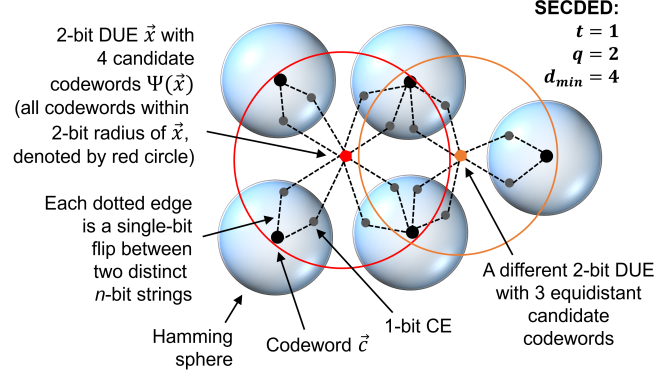 2-bit DUE x⃗ with
4 candidate
codewords Ψ(x⃗)
(all codewords within
2-bit radius of x⃗,
denoted by red circle)
SECDED:
t = 1
q = 2
d_min = 4
Each dotted edge
is a single-bit
flip between
two distinct
n-bit strings
Hamming
sphere
Codeword c⃗
1-bit CE
A different 2-bit DUE
with 3 equidistant
candidate
codewords